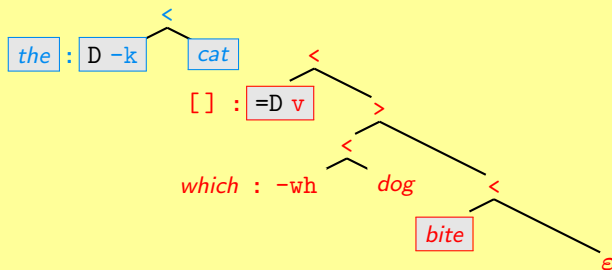 <
the : D -k cat
<
[] : =D v >
<
which : -wh dog <
bite
ε